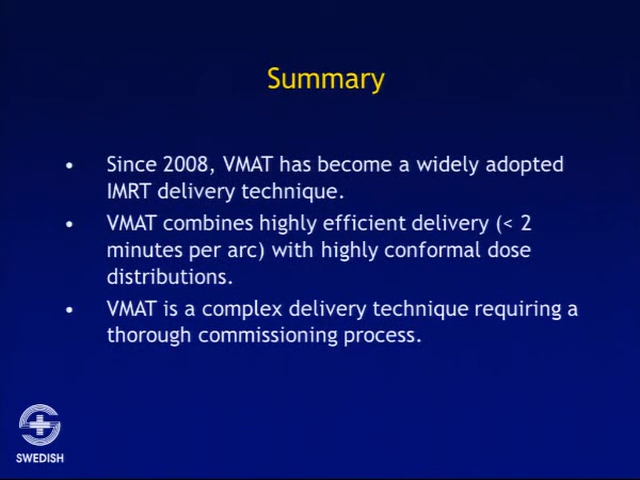 Summary
• Since 2008, VMAT has become a widely adopted
IMRT delivery technique.
• VMAT combines highly efficient delivery (< 2
minutes per arc) with highly conformal dose
distributions.
• VMAT is a complex delivery technique requiring a
thorough commissioning process.
SWEDISH